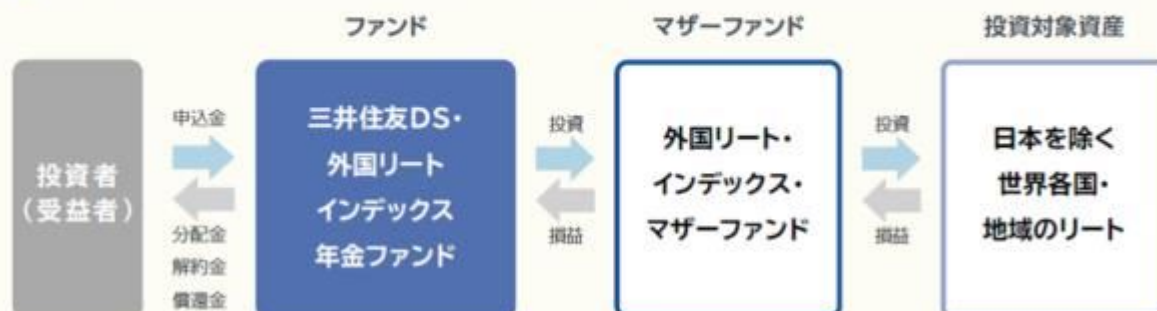 ファンド
マザーファンド
投資対象資産
投資者
（受益者）
申込金
分配金
解約金
償還金
三井住友DS・
外国リート
インデックス
年金ファンド
投資
損益
外国リート・
インデックス・
マザーファンド
投資
損益
日本を除く
世界各国・
地域のリート